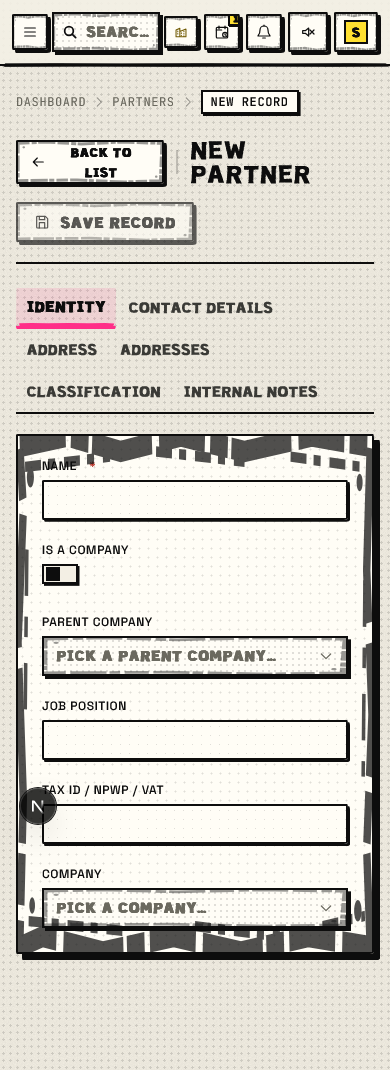 SEARC…
1
$
DASHBOARD > PARTNERS > NEW RECORD
BACK TO LIST
NEW PARTNER
SAVE RECORD
IDENTITY
CONTACT DETAILS
ADDRESS
ADDRESSES
CLASSIFICATION
INTERNAL NOTES
NAME *
IS A COMPANY
PARENT COMPANY
PICK A PARENT COMPANY…
JOB POSITION
TAX ID / NPWP / VAT
N
COMPANY
PICK A COMPANY…